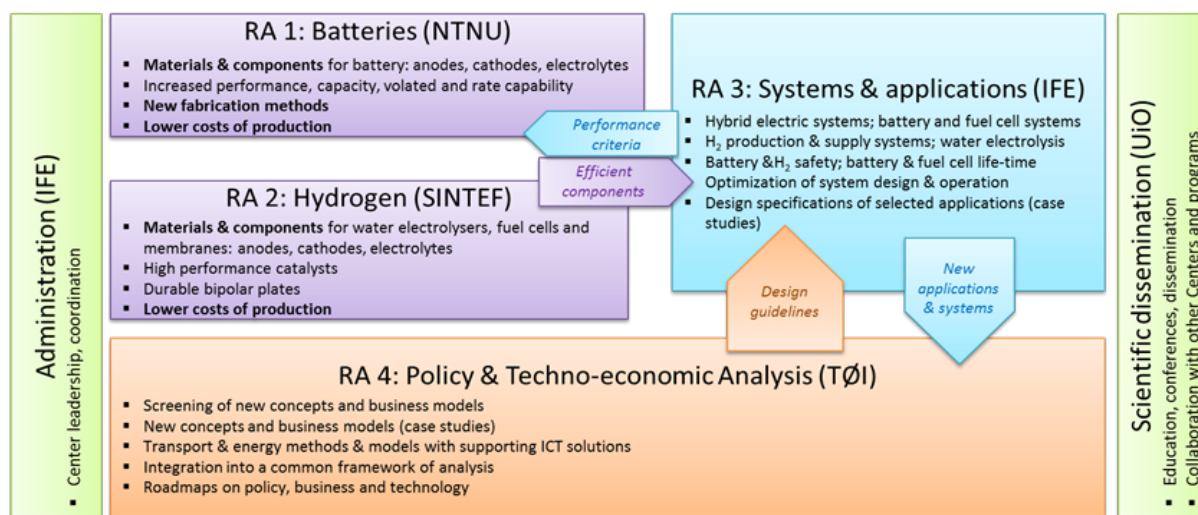 Administration (IFE)
▪ Center leadership, coordination
RA 1: Batteries (NTNU)
▪ Materials & components for battery: anodes, cathodes, electrolytes
▪ Increased performance, capacity, volated and rate capability
▪ New fabrication methods
▪ Lower costs of production
RA 2: Hydrogen (SINTEF)
▪ Materials & components for water electrolysers, fuel cells and
membranes: anodes, cathodes, electrolytes
▪ High performance catalysts
▪ Durable bipolar plates
▪ Lower costs of production
Performance
criteria
Efficient
components
RA 3: Systems & applications (IFE)
▪ Hybrid electric systems; battery and fuel cell systems
▪ H₂ production & supply systems; water electrolysis
▪ Battery &H₂ safety; battery & fuel cell life-time
Optimization of system design & operation
▪ Design specifications of selected applications (case
studies)
Design
guidelines
New
applications
& systems
RA 4: Policy & Techno-economic Analysis (TØI)
▪ Screening of new concepts and business models
▪ New concepts and business models (case studies)
▪ Transport & energy methods & models with supporting ICT solutions
▪ Integration into a common framework of analysis
▪ Roadmaps on policy, business and technology
Scientific dissemination (UiO)
▪ Education, conferences, dissemination
▪ Collaboration with other Centers and programs